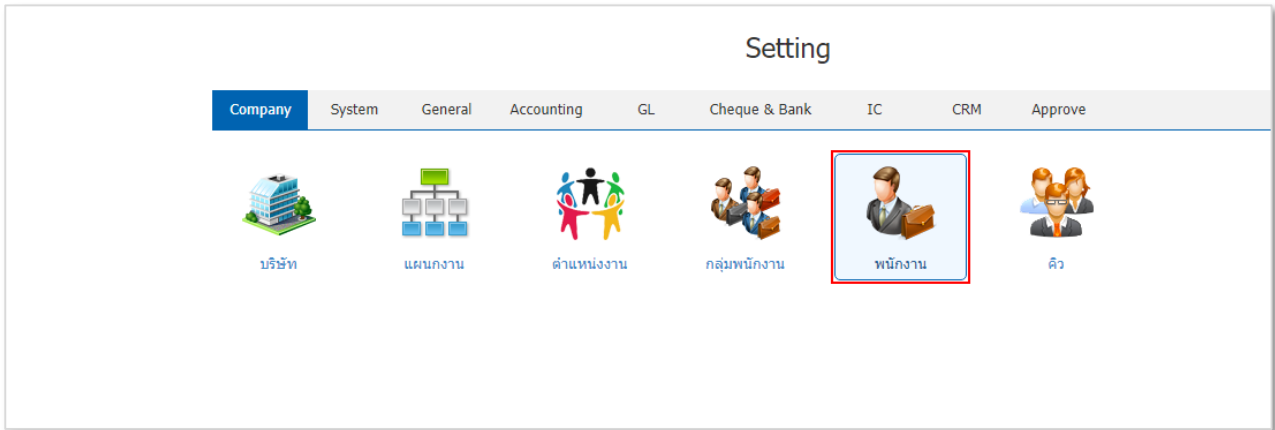 Setting
Company System General Accounting GL Cheque & Bank IC CRM Approve
บริษัท แผนกงาน ตำแหน่งงาน กลุ่มพนักงาน พนักงาน คิว